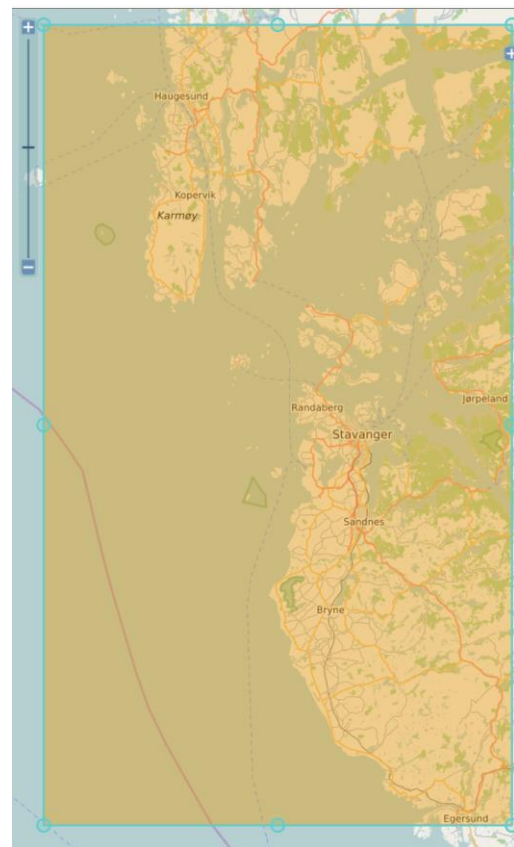 Haugesund
Kopervik
Karmøy
Jørpeland
Randaberg
Stavanger
Sandnes
Bryne
Egersund